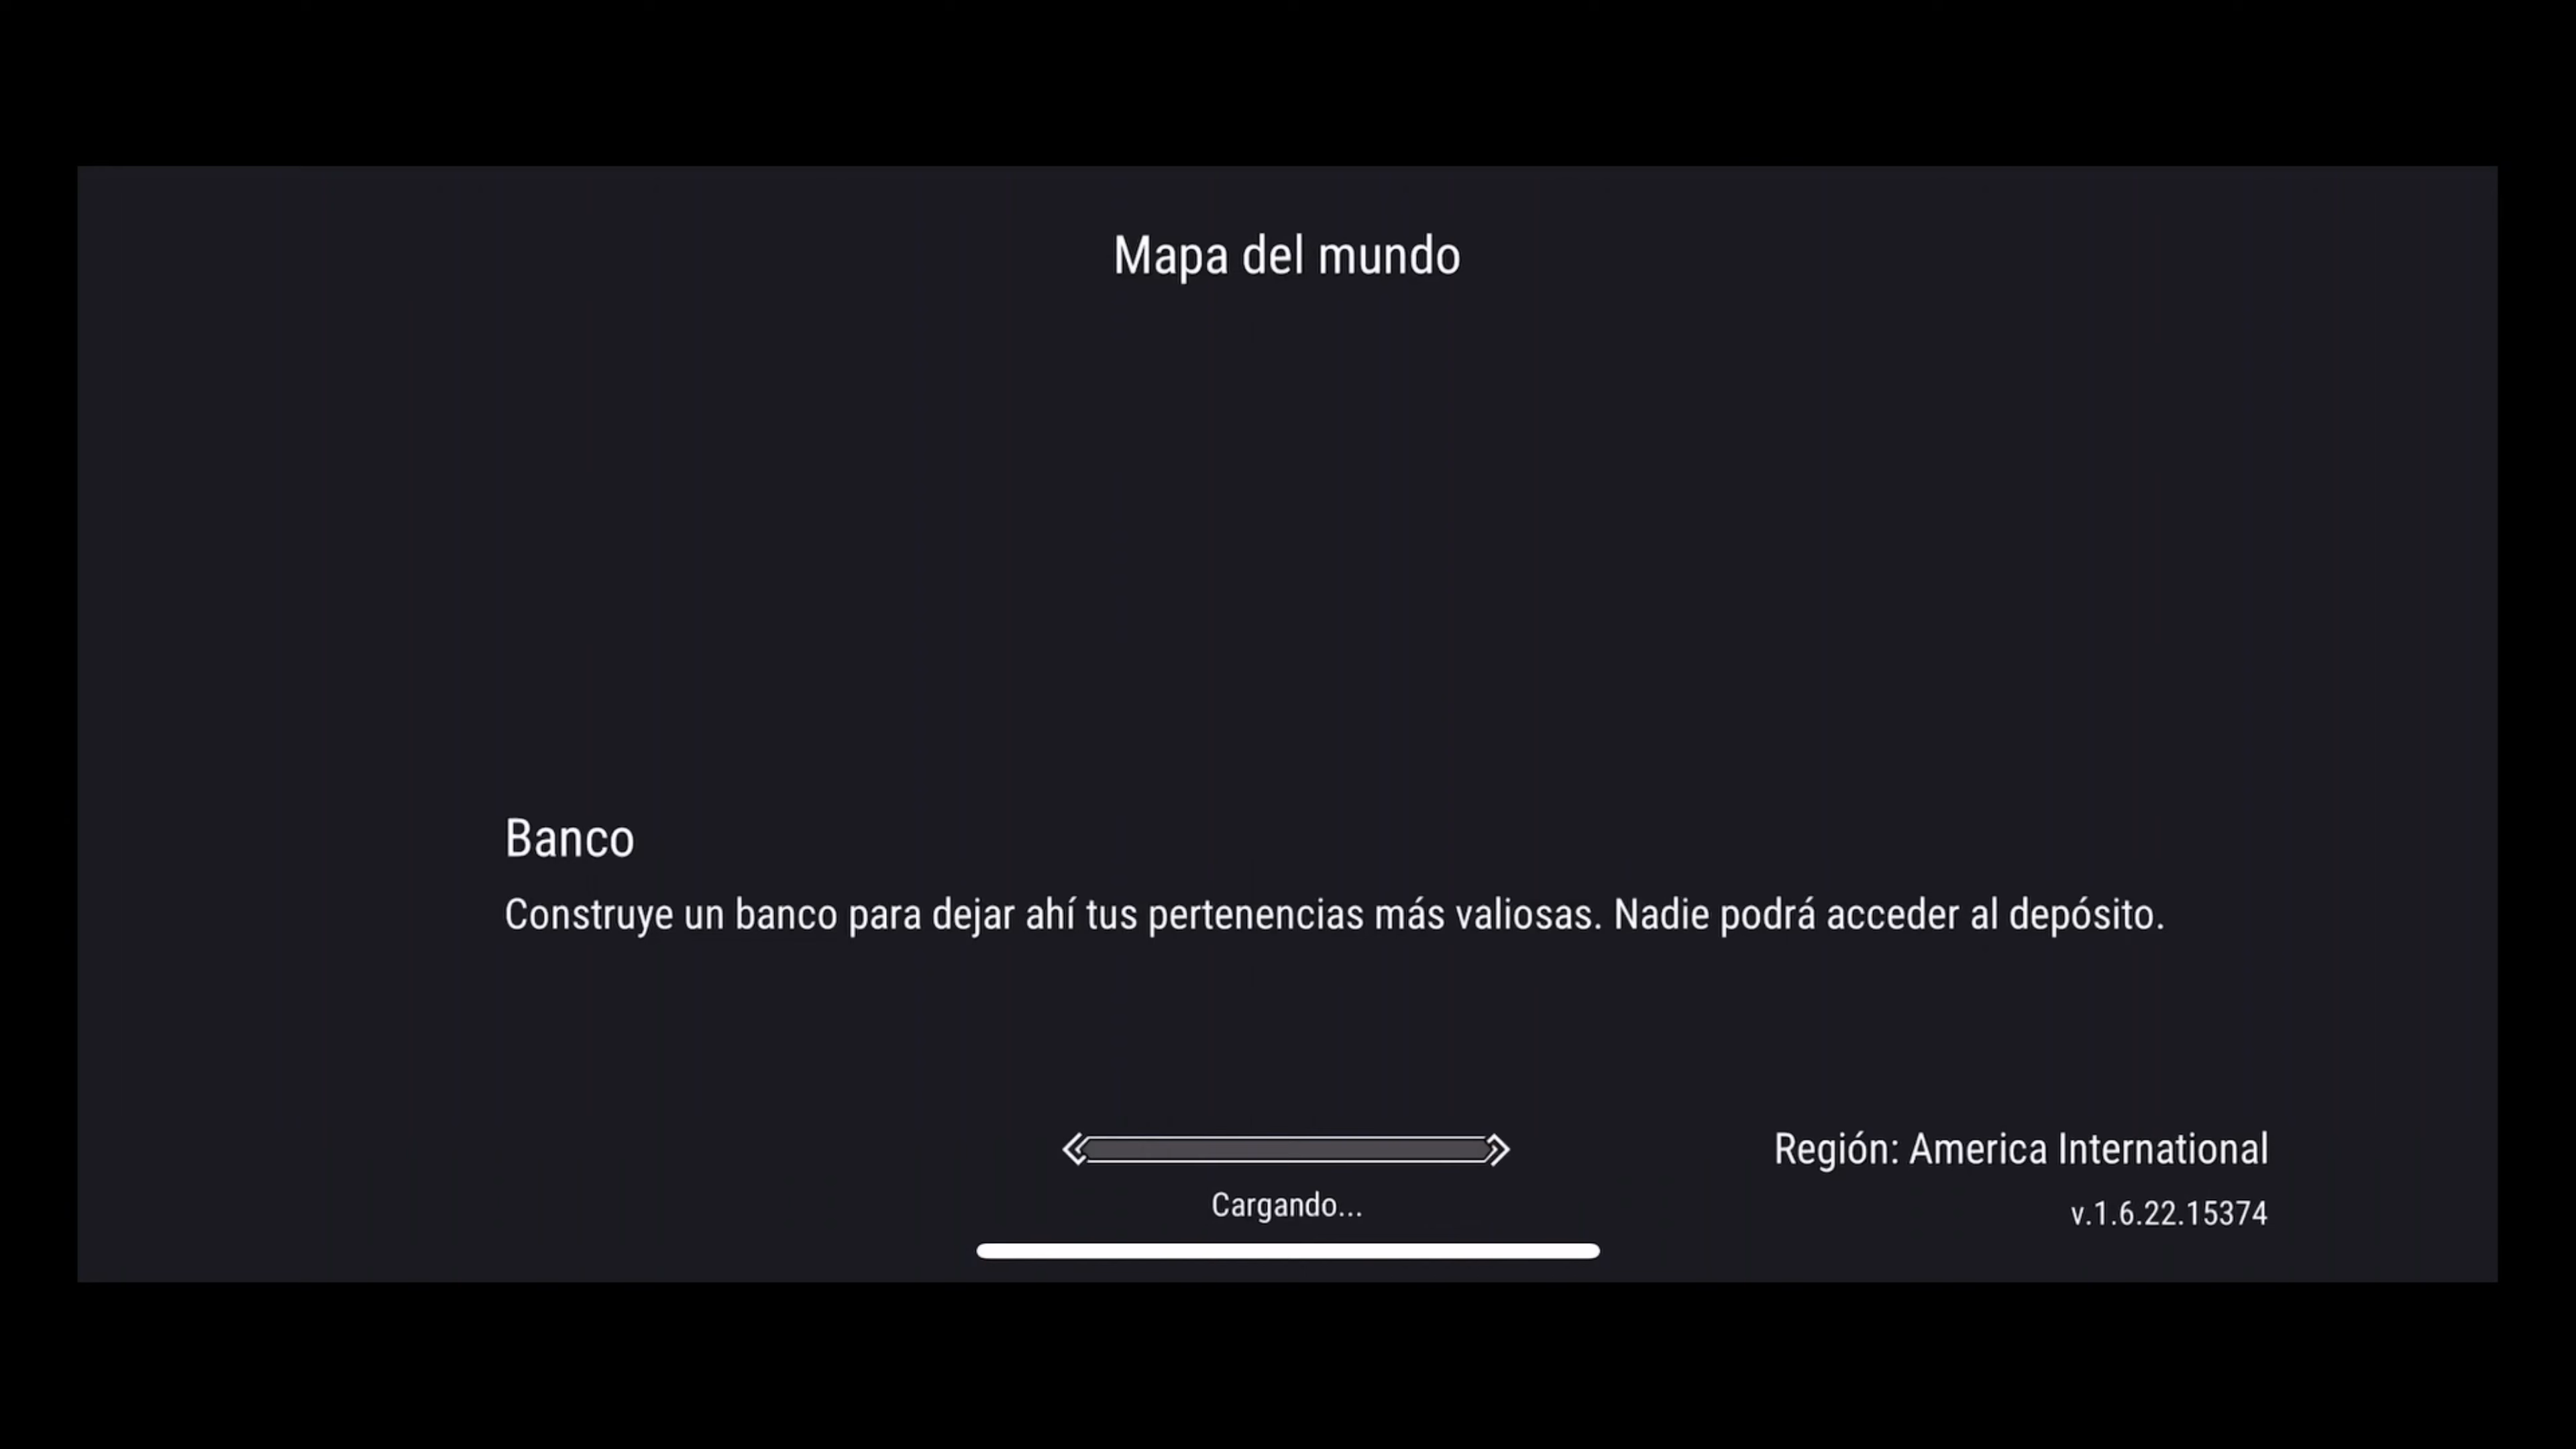 Mapa del mundo
Banco
Construye un banco para dejar ahí tus pertenencias más valiosas. Nadie podrá acceder al depósito.
Región: America International
Cargando...
v.1.6.22.15374